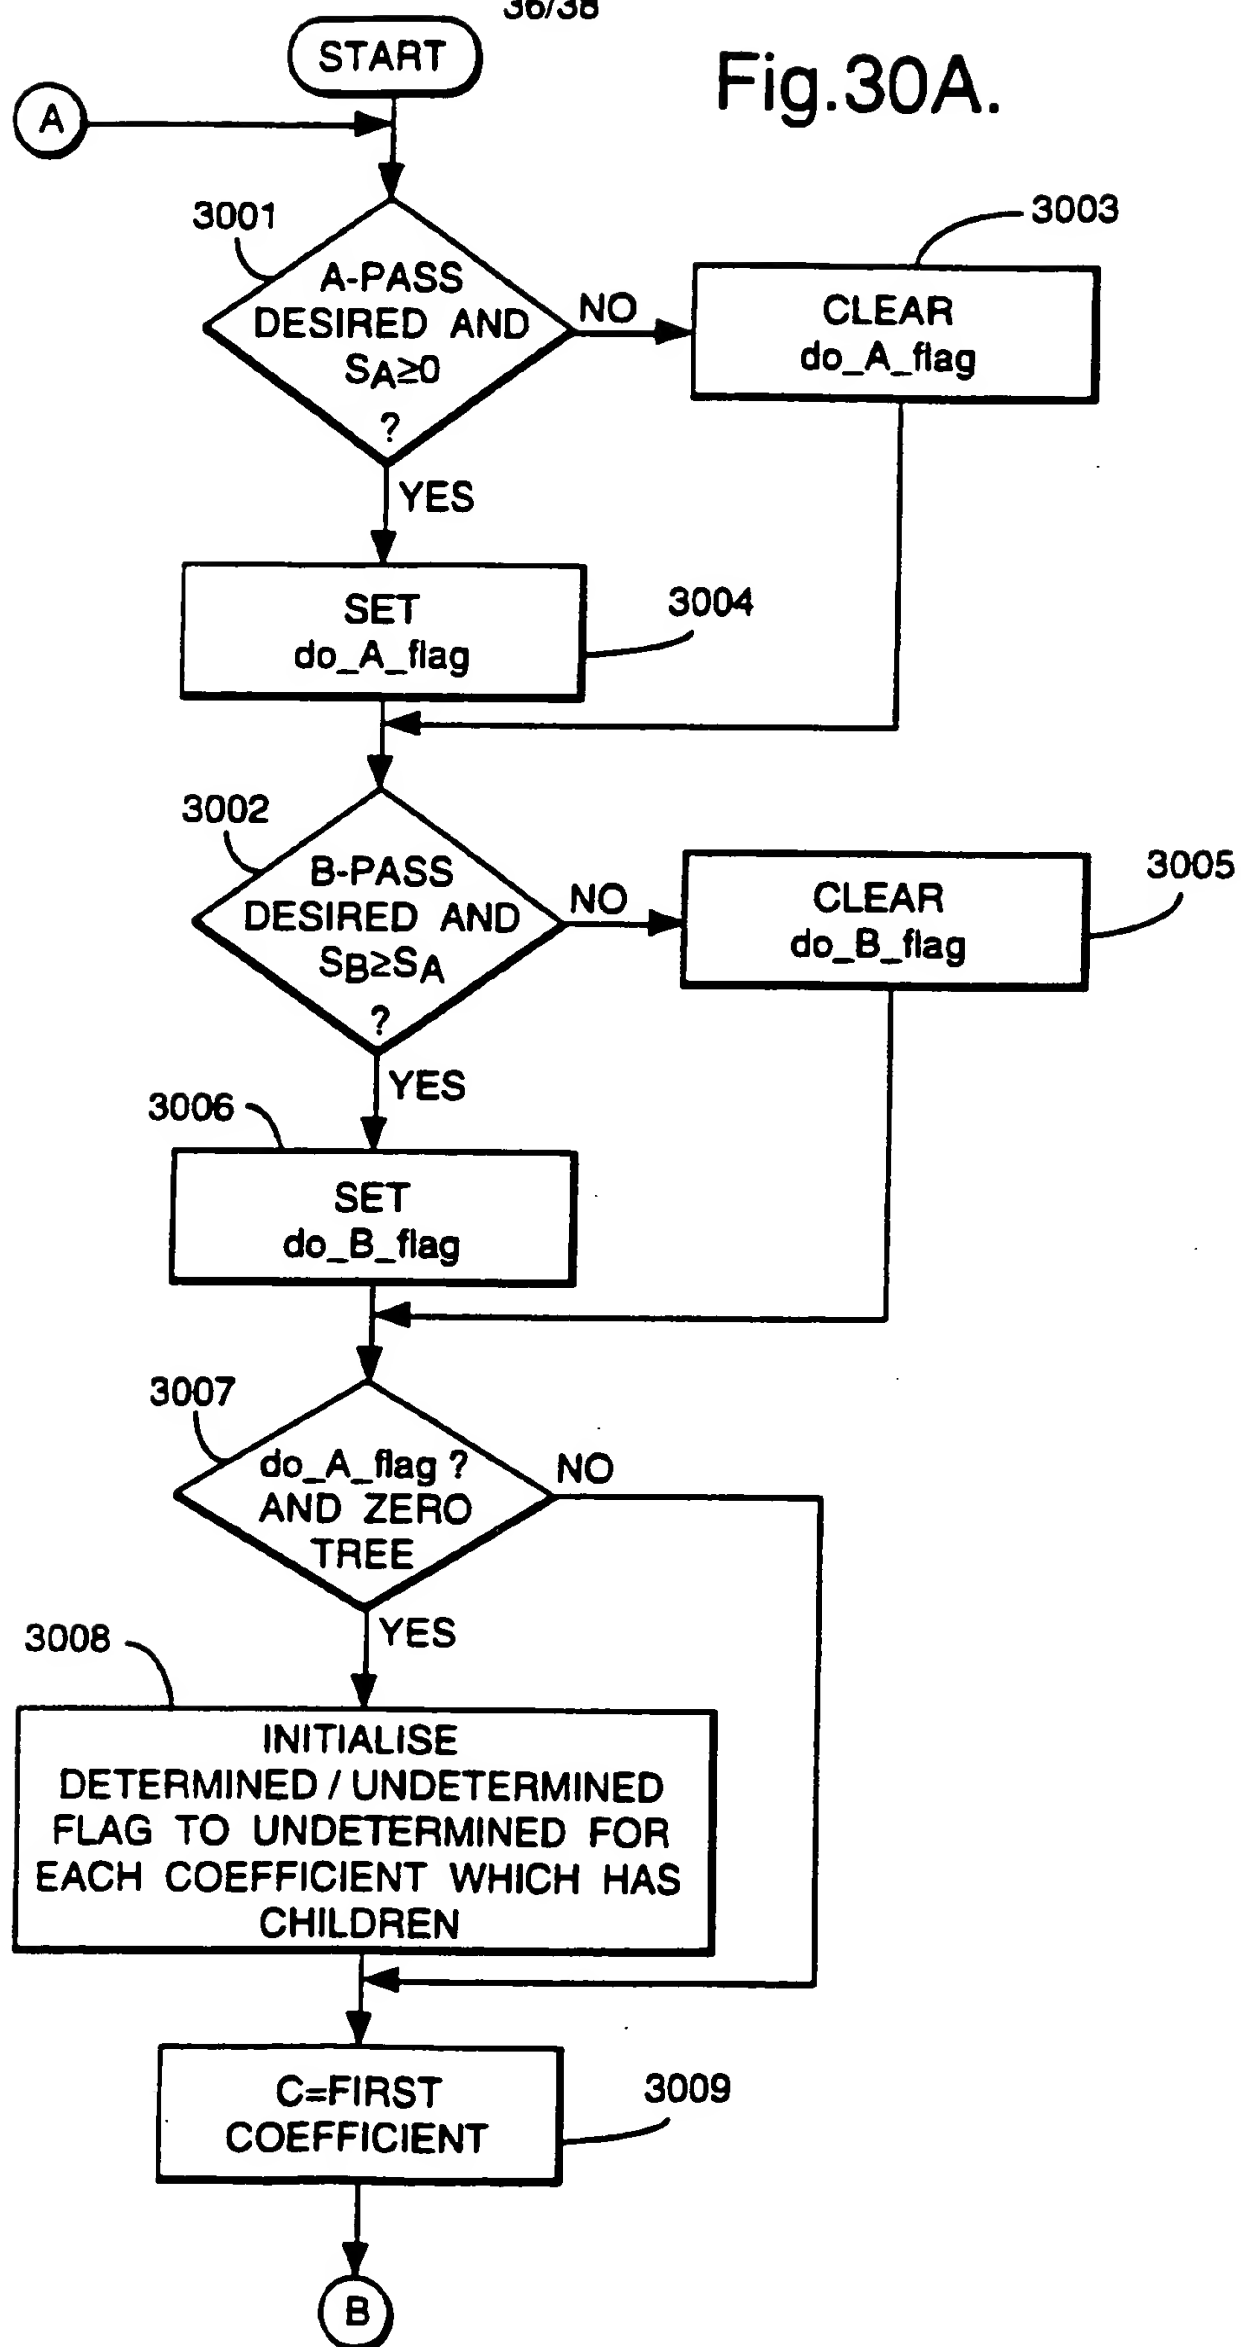 36/38
START
Fig.30A.
A
3001
3003
A-PASS
DESIRED AND
SA≥0
?
NO
CLEAR
do_A_flag
YES
SET
do_A_flag
3004
3002
B-PASS
DESIRED AND
SB≥SA
?
NO
CLEAR
do_B_flag
3005
YES
3006
SET
do_B_flag
3007
do_A_flag ?
AND ZERO
TREE
NO
YES
3008
INITIALISE
DETERMINED / UNDETERMINED
FLAG TO UNDETERMINED FOR
EACH COEFFICIENT WHICH HAS
CHILDREN
C=FIRST
COEFFICIENT
3009
B